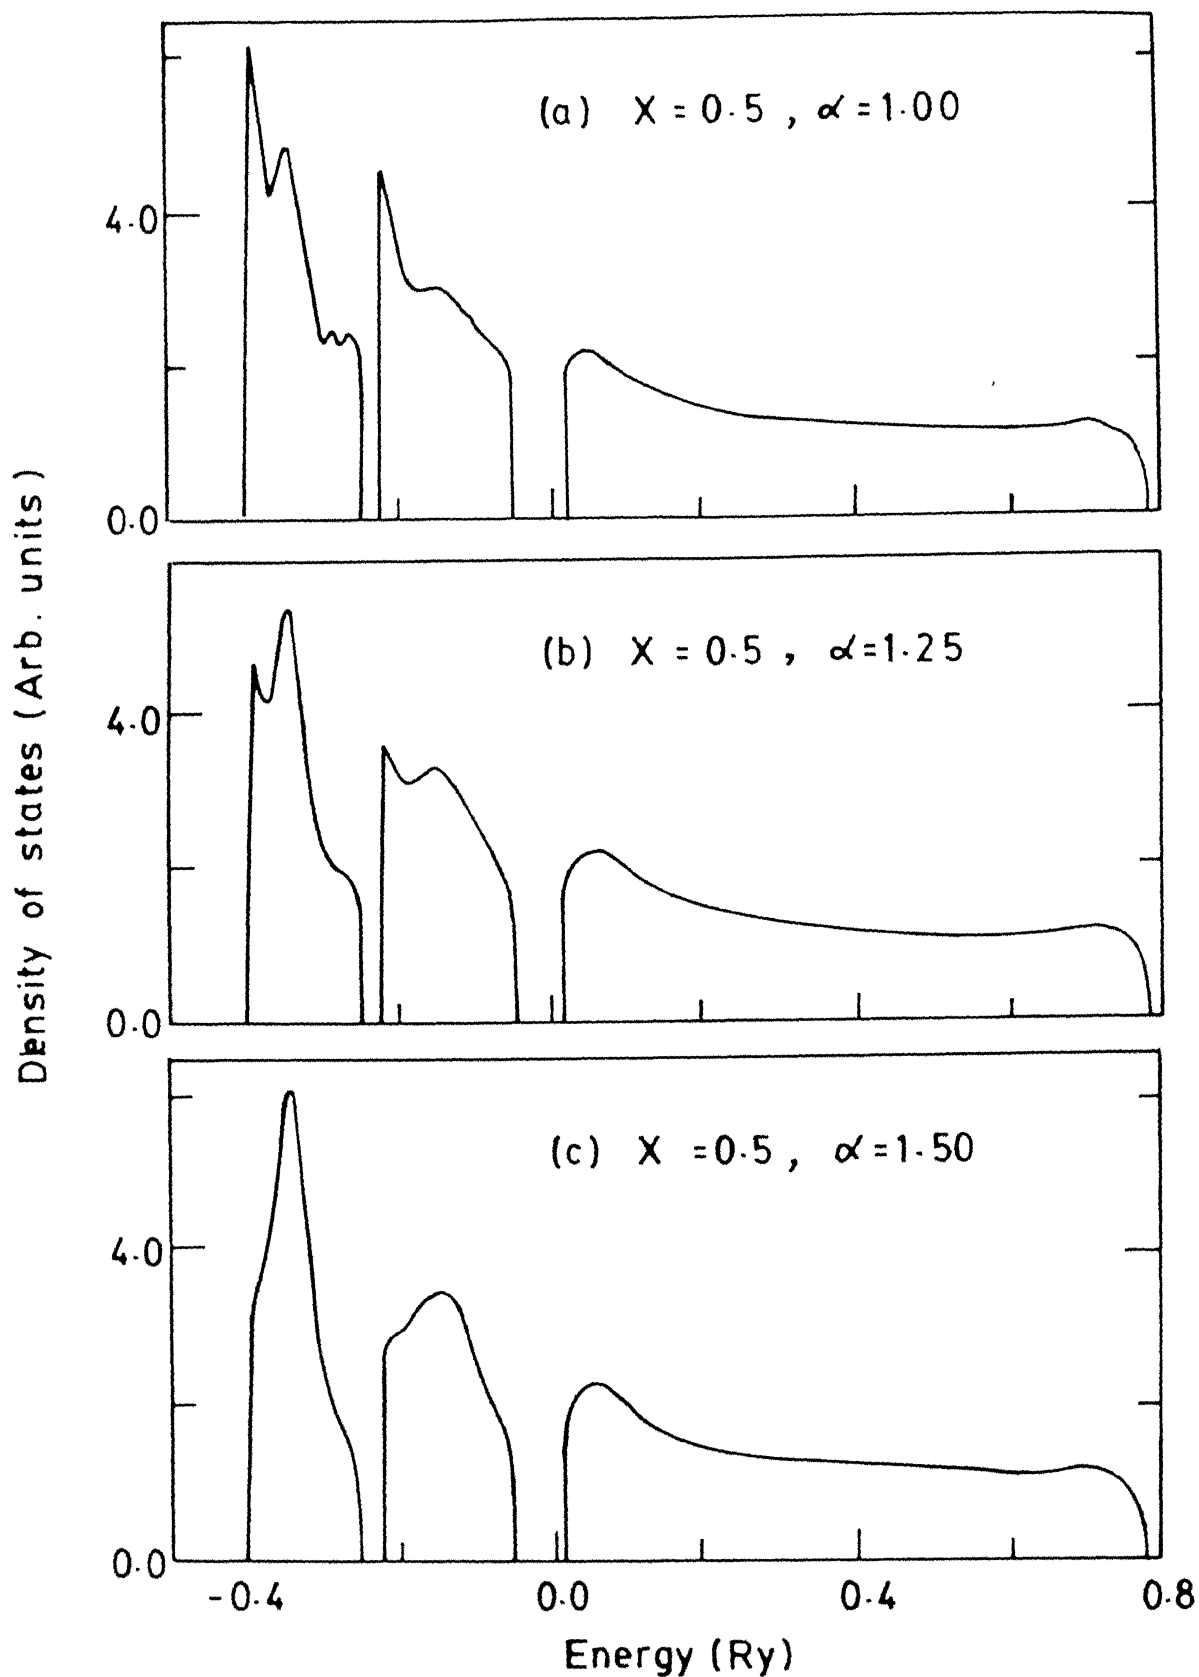 (a) X = 0.5 , α = 1.00
4.0
0.0
(b) X = 0.5 , α = 1.25
4.0
0.0
(c) X = 0.5 , α = 1.50
4.0
0.0
-0.4 0.0 0.4 0.8
Energy (Ry)
Density of states (Arb. units)